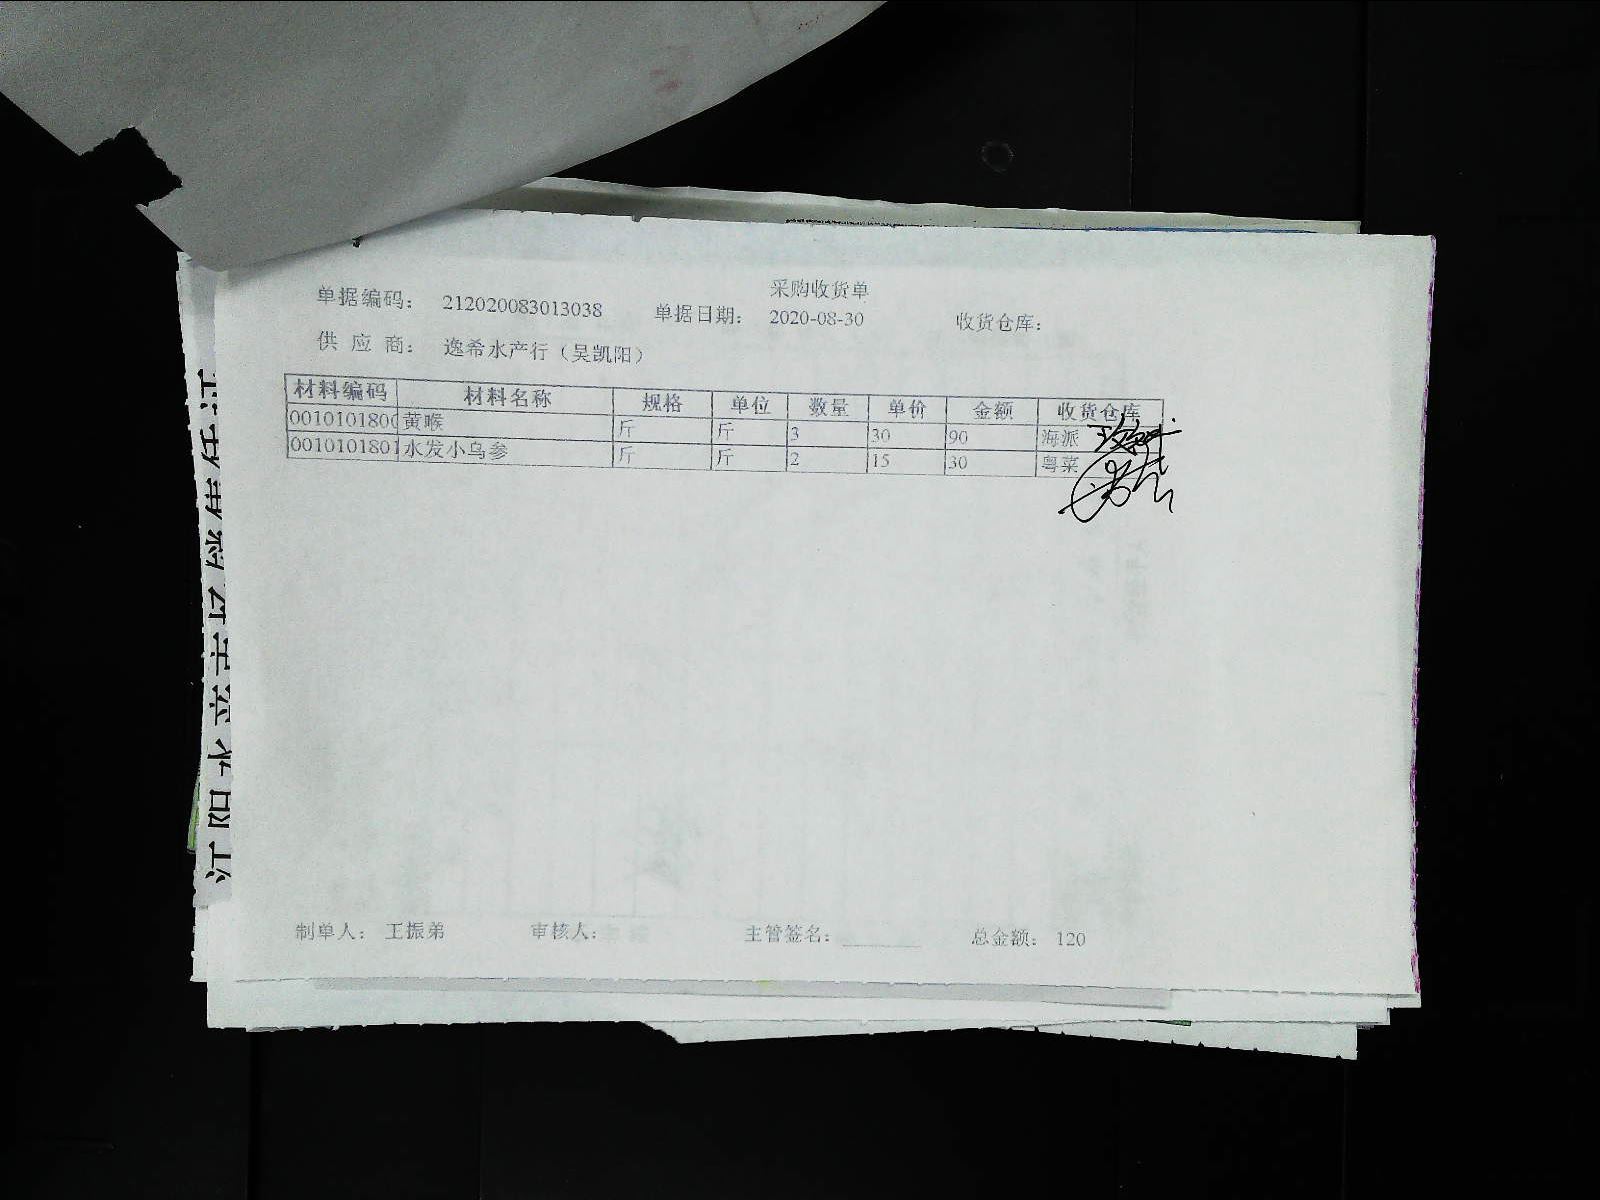 采购收货单
单据编码： 212020083013038 单据日期： 2020-08-30 收货仓库：
供 应 商： 逸希水产行（吴凯阳）
材料编码 材料名称 规格 单位 数量 单价 金额 收货仓库
0010101800 黄喉 斤 斤 3 30 90 海派
0010101801 水发小乌参 斤 斤 2 15 30 粤菜
制单人： 王振弟 审核人： 主管签名： 总金额： 120